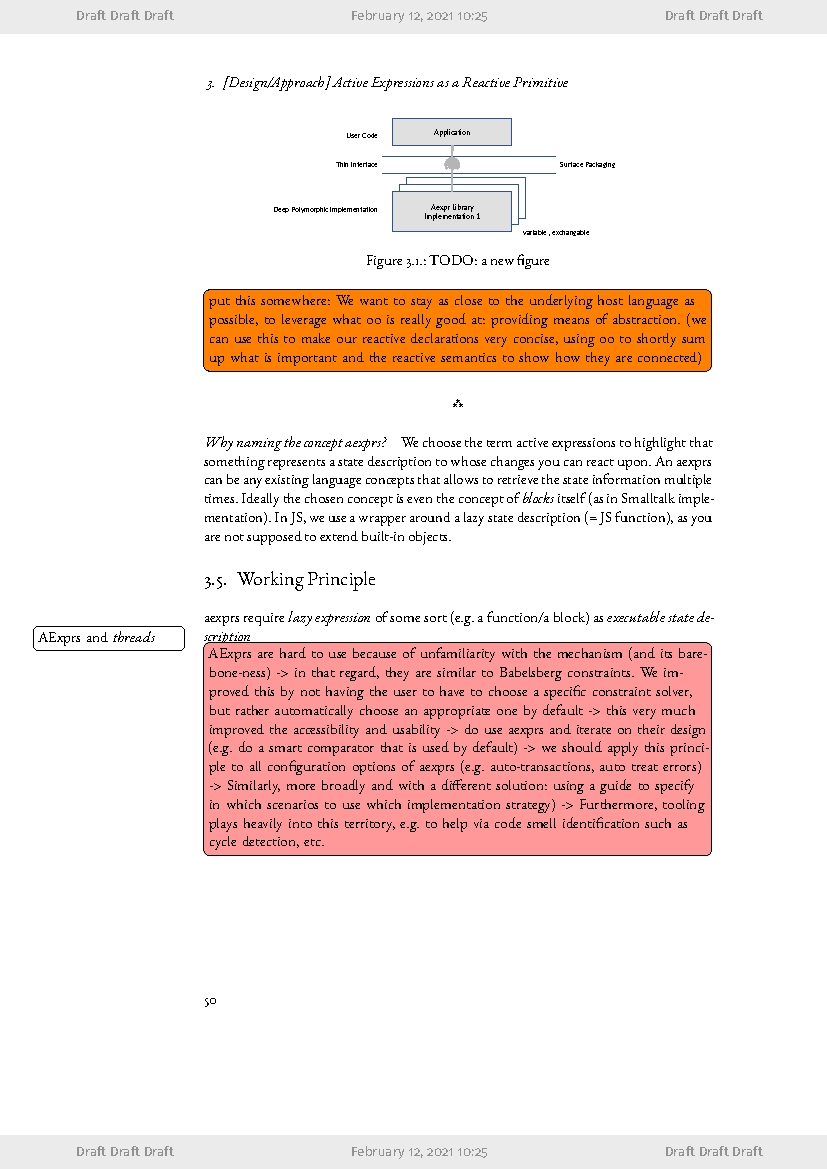 Draft Draft Draft February 12, 2021 10:25 Draft Draft Draft
3. [Design/Approach] Active Expressions as a Reactive Primitive
User Code
Application
Thin Interface
Surface Packaging
Deep Polymorphic Implementation
Aexpr Library
Implementation 1
variable, exchangable
Figure 3.1.: TODO: a new figure
put this somewhere: We want to stay as close to the underlying host language as
possible, to leverage what oo is really good at: providing means of abstraction. (we
can use this to make our reactive declarations very concise, using oo to shortly sum
up what is important and the reactive semantics to show how they are connected)
⁂
Why naming the concept aexprs? We choose the term active expressions to highlight that
something represents a state description to whose changes you can react upon. An aexprs
can be any existing language concepts that allows to retrieve the state information multiple
times. Ideally the chosen concept is even the concept of blocks itself (as in Smalltalk imple-
mentation). In JS, we use a wrapper around a lazy state description (= JS function), as you
are not supposed to extend built-in objects.
3.5. Working Principle
aexprs require lazy expression of some sort (e.g. a function/a block) as executable state de-
scription
AExprs and threads
AExprs are hard to use because of unfamiliarity with the mechanism (and its bare-
bone-ness) -> in that regard, they are similar to Babelsberg constraints. We im-
proved this by not having the user to have to choose a specific constraint solver,
but rather automatically choose an appropriate one by default -> this very much
improved the accessibility and usability -> do use aexprs and iterate on their design
(e.g. do a smart comparator that is used by default) -> we should apply this princi-
ple to all configuration options of aexprs (e.g. auto-transactions, auto treat errors)
-> Similarly, more broadly and with a different solution: using a guide to specify
in which scenarios to use which implementation strategy) -> Furthermore, tooling
plays heavily into this territory, e.g. to help via code smell identification such as
cycle detection, etc.
50
Draft Draft Draft February 12, 2021 10:25 Draft Draft Draft